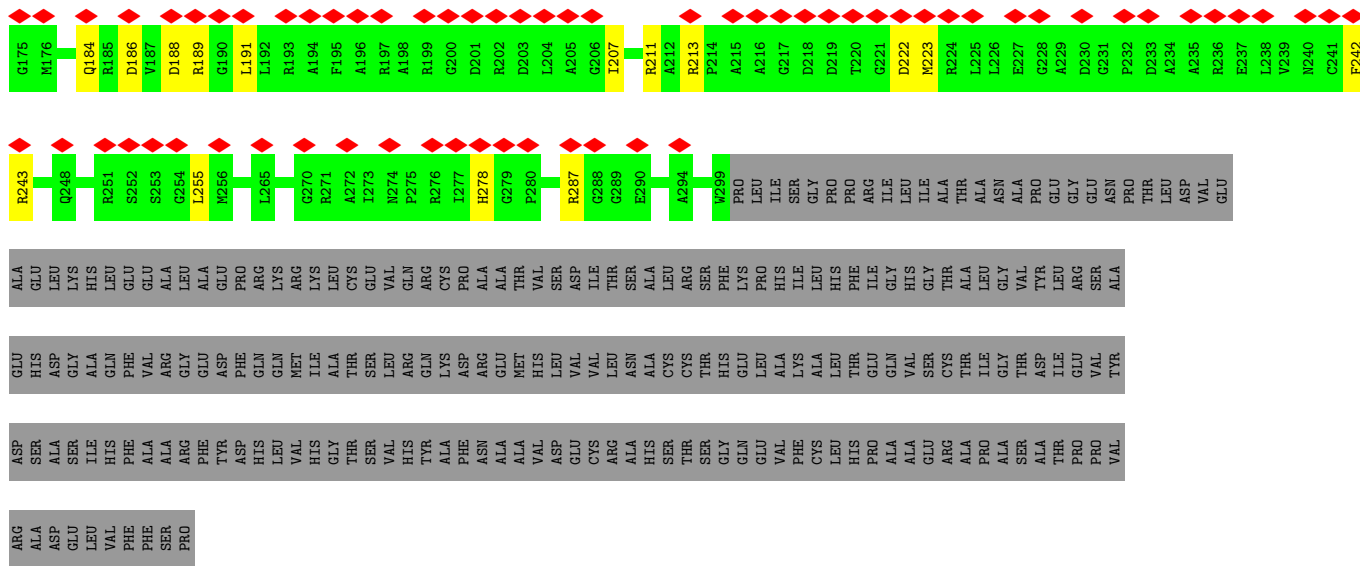 G175 M176 Q184 R185 D186 V187 D188 R189 G190 L191 L192 R193 A194 F195 A196 R197 A198 R199 G200 D201 R202 D203 L204 A205 G206 I207 R211 A212 R213 P214 A215 A216 G217 D218 D219 T220 G221 D222 M223 R224 L225 L226 E227 G228 A229 D230 G231 P232 D233 A234 A235 R236 E237 L238 V239 N240 C241 F242
R243 Q248 R251 S252 S253 G254 L255 M256 L265 G270 R271 A272 I273 N274 P275 R276 I277 H278 G279 P280 R287 G288 G289 E290 A294 W299 PRO LEU ILE SER GLY PRO PRO ARG ILE LEU ILE ALA THR ALA ASN ALA PRO GLU GLY GLU ASN PRO THR LEU ASP VAL GLU
ALA GLU LEU LYS HIS LEU GLU GLU ALA LEU ALA GLU PRO ARG LYS ARG LYS LEU CYS GLU VAL GLN ARG CYS PRO ALA ALA THR VAL SER ASP ILE THR SER ALA LEU ARG SER PHE LYS PRO HIS ILE LEU HIS PHE ILE GLY HIS GLY THR ALA LEU GLY VAL TYR LEU ARG SER ALA
GLU HIS ASP GLY ALA GLN PHE VAL ARG GLY GLU ASP PHE GLN GLN MET ILE ALA THR SER LEU ARG GLN LYS ASP ARG GLU MET HIS LEU VAL VAL LEU ASN ALA CYS CYS THR HIS GLU LEU ALA LYS ALA LEU THR GLU GLN VAL SER CYS THR ILE GLY THR ASP ILE GLU VAL TYR
ASP SER ALA SER ILE HIS PHE ALA ALA ARG PHE TYR ASP HIS LEU VAL HIS GLY THR SER VAL HIS TYR ALA PHE ASN ALA ALA VAL ASP GLU CYS ARG ALA HIS SER THR SER GLY GLN GLU VAL PHE CYS LEU HIS PRO ALA ALA GLU ARG ALA PRO ALA SER ALA THR PRO PRO VAL
ARG ALA ASP GLU LEU VAL PHE PHE SER PRO